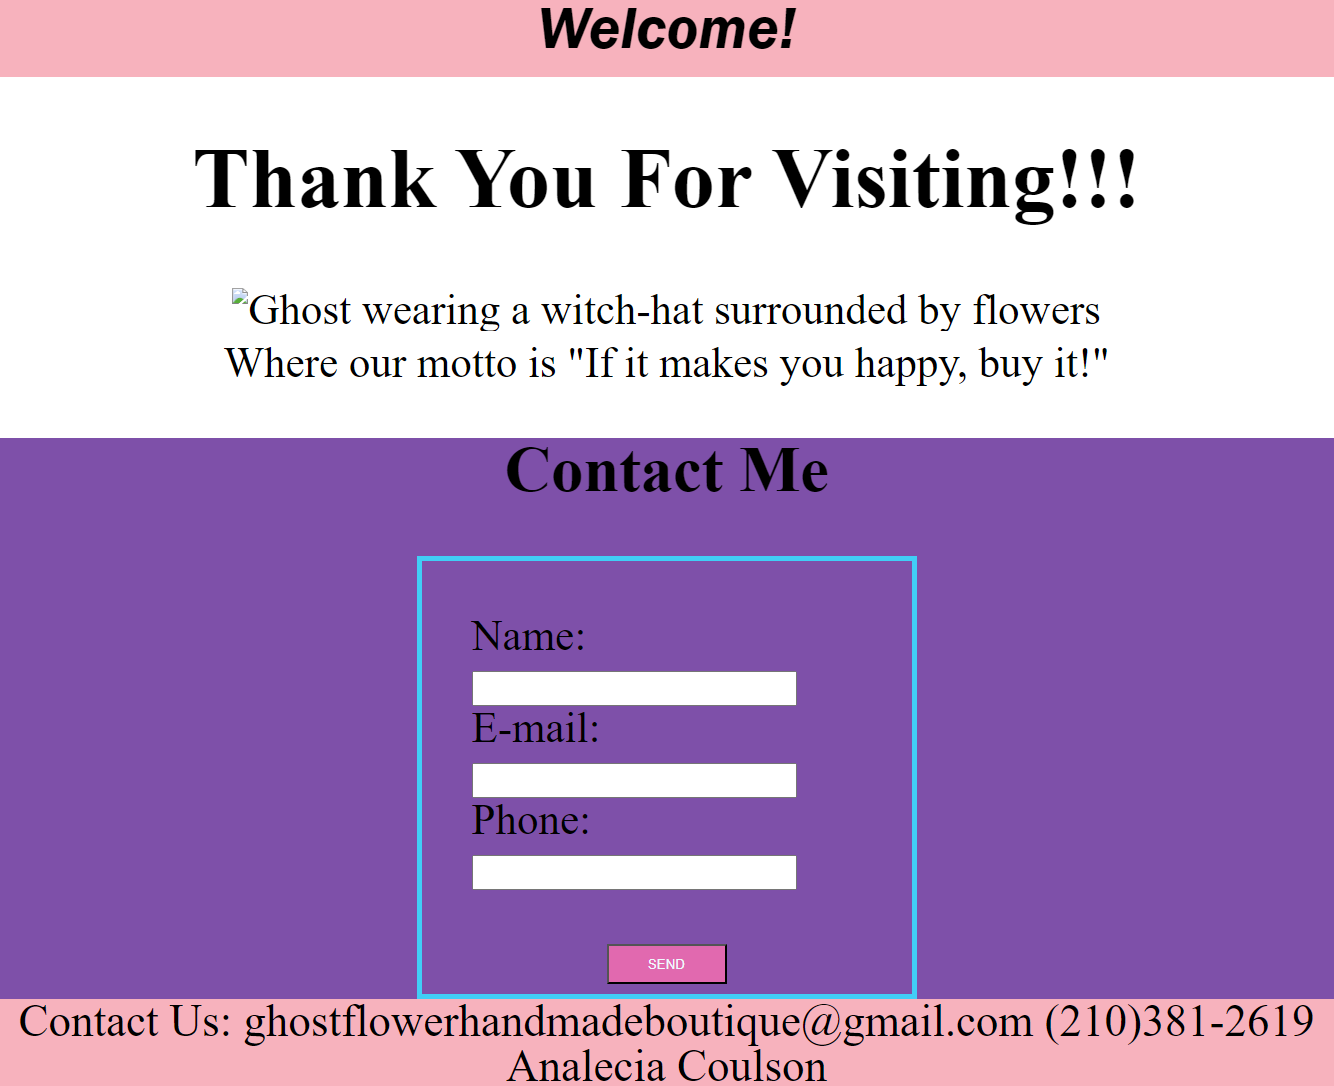 Welcome!
Thank You For Visiting!!!
Ghost wearing a witch-hat surrounded by flowers
Where our motto is "If it makes you happy, buy it!"
Contact Me
Name:
E-mail:
Phone:
SEND
Contact Us: ghostflowerhandmadeboutique@gmail.com (210)381-2619
Analecia Coulson